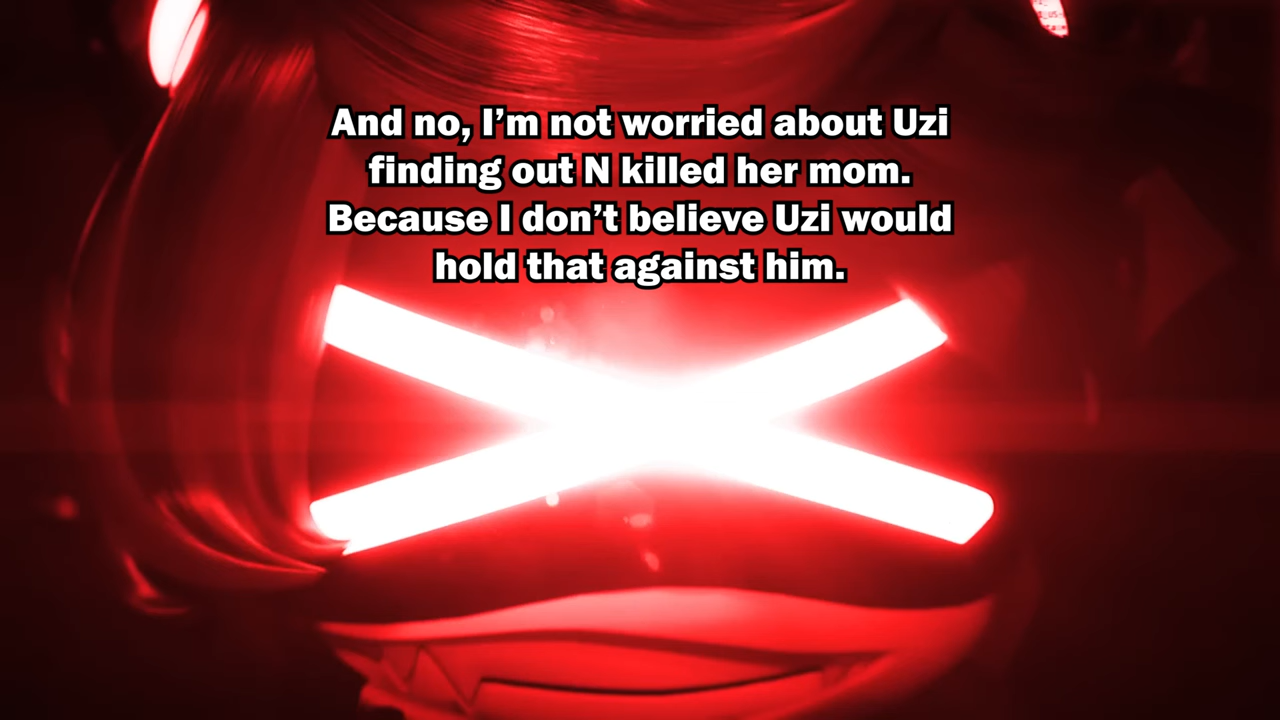 And no, I’m not worried about Uzi
finding out N killed her mom.
Because I don’t believe Uzi would
hold that against him.